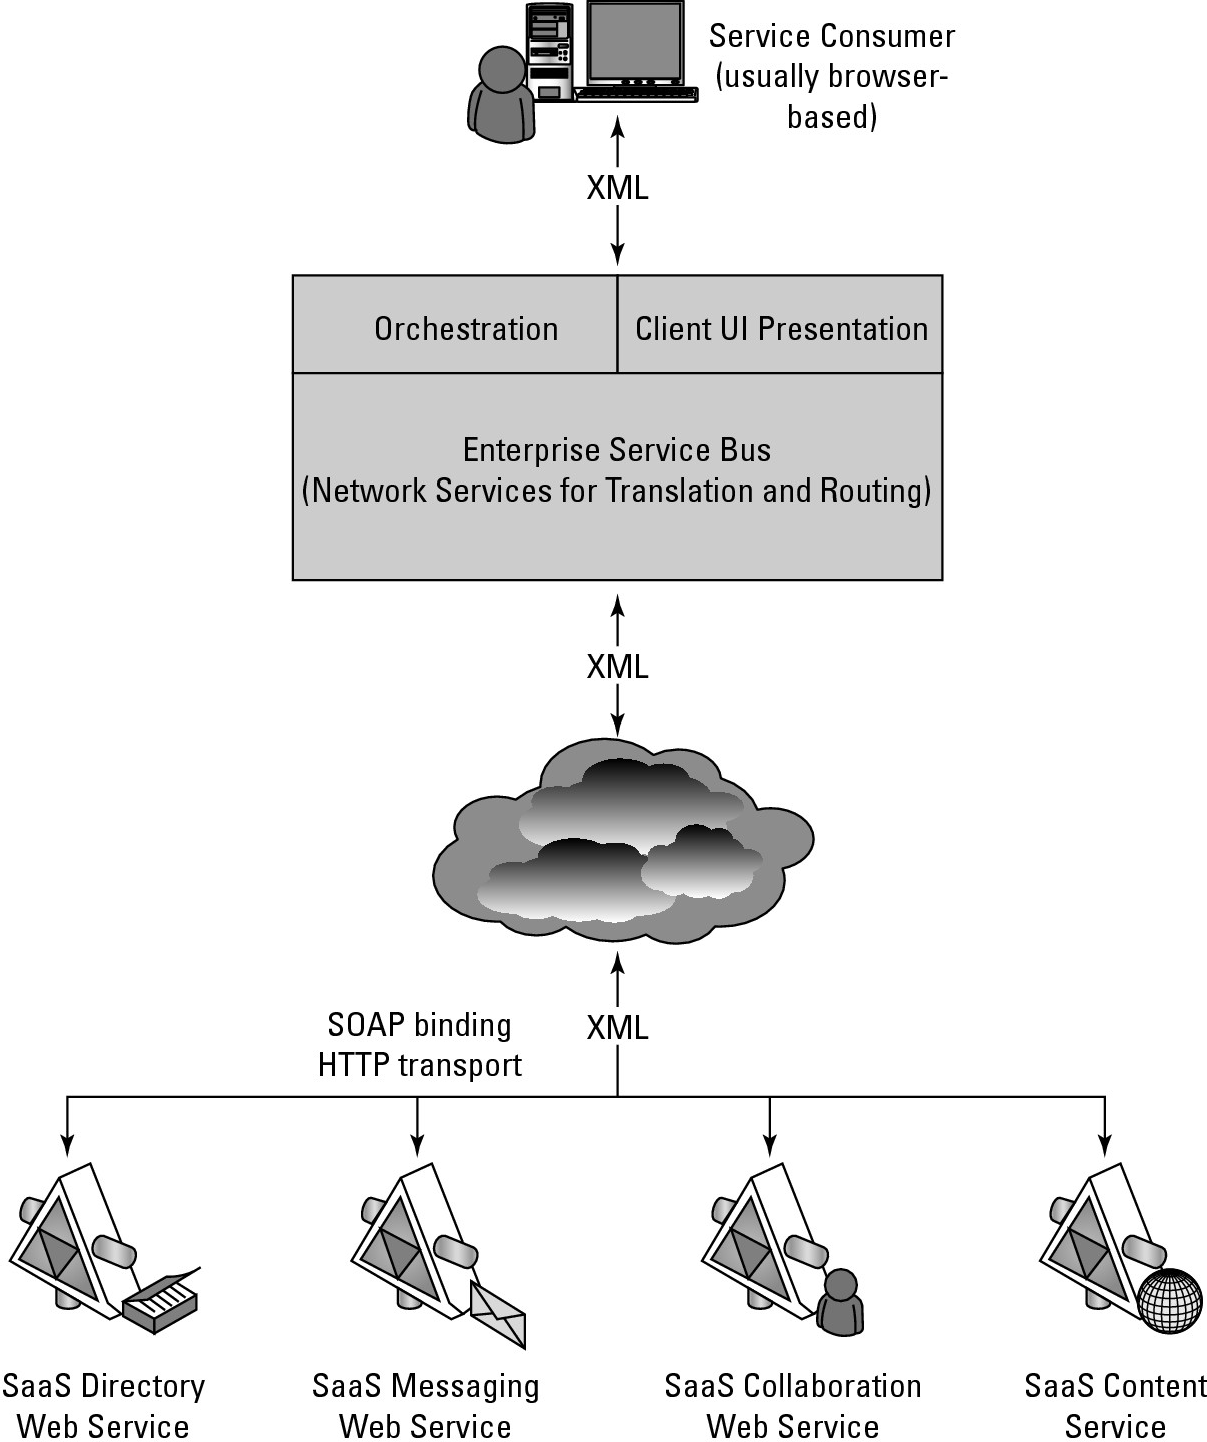 Service Consumer
(usually browser-
based)
XML
Orchestration
Client UI Presentation
Enterprise Service Bus
(Network Services for Translation and Routing)
XML
SOAP binding
HTTP transport
XML
SaaS Directory
Web Service
SaaS Messaging
Web Service
SaaS Collaboration
Web Service
SaaS Content
Service